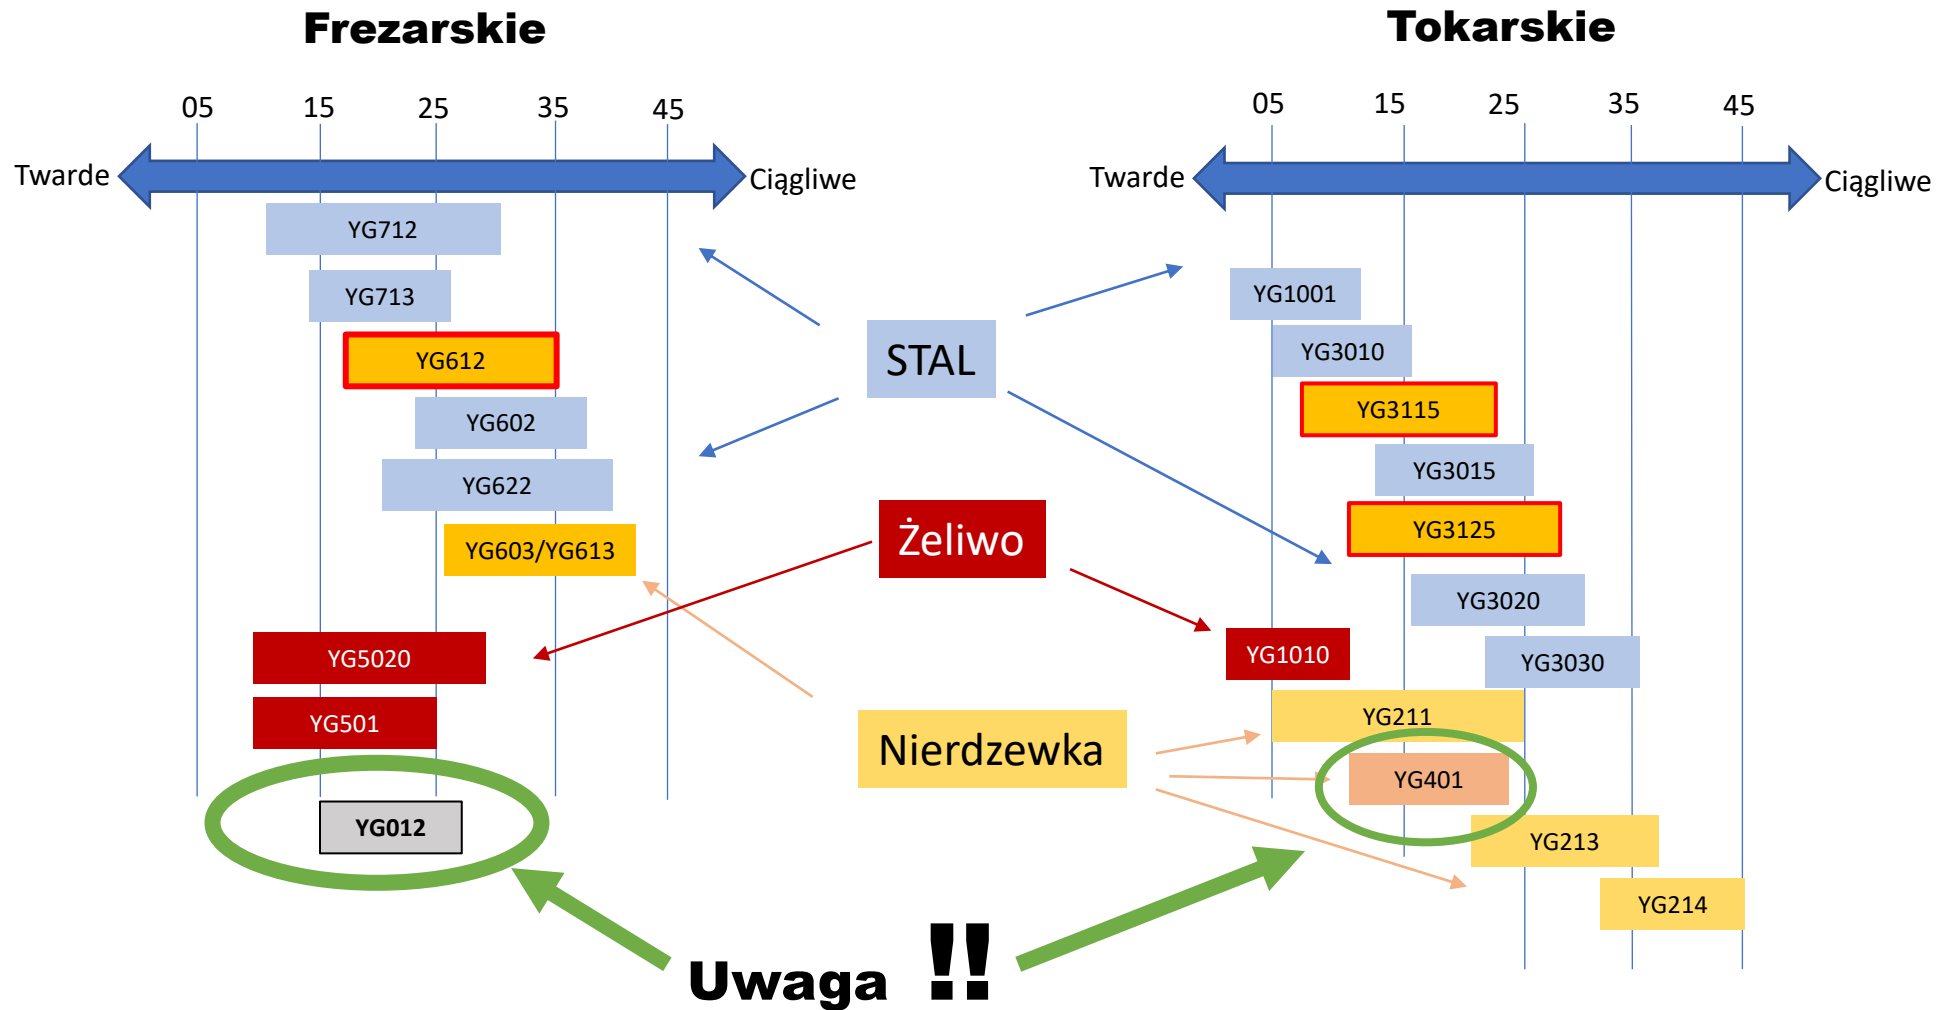 Frezarskie
05 15 25 35 45
Twarde
Ciągliwe
YG712
YG713
YG612
YG602
YG622
YG603/YG613
YG5020
YG501
YG012
STAL
Żeliwo
Nierdzewka
Uwaga !!
Tokarskie
05 15 25 35 45
Twarde
Ciągliwe
YG1001
YG3010
YG3115
YG3015
YG3125
YG3020
YG1010
YG3030
YG211
YG401
YG213
YG214